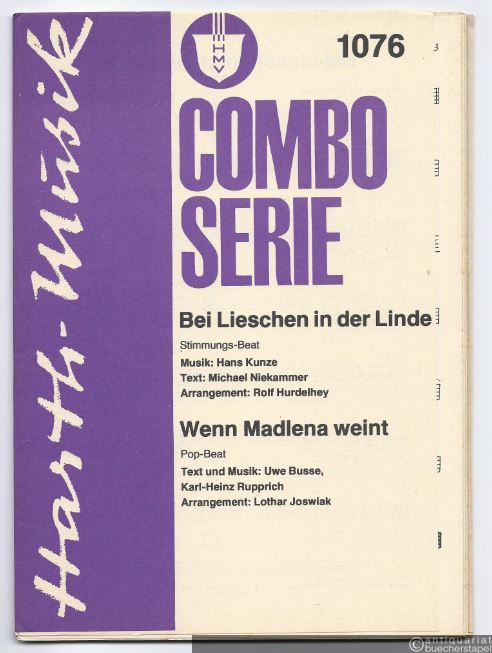 Harth-Musik
HMV
1076
3
COMBO
SERIE
Bei Lieschen in der Linde
Stimmungs-Beat
Musik: Hans Kunze
Text: Michael Niekammer
Arrangement: Rolf Hurdelhey
Wenn Madlena weint
Pop-Beat
Text und Musik: Uwe Busse,
Karl-Heinz Rupprich
Arrangement: Lothar Joswiak
©antiquariat
buecherstapel